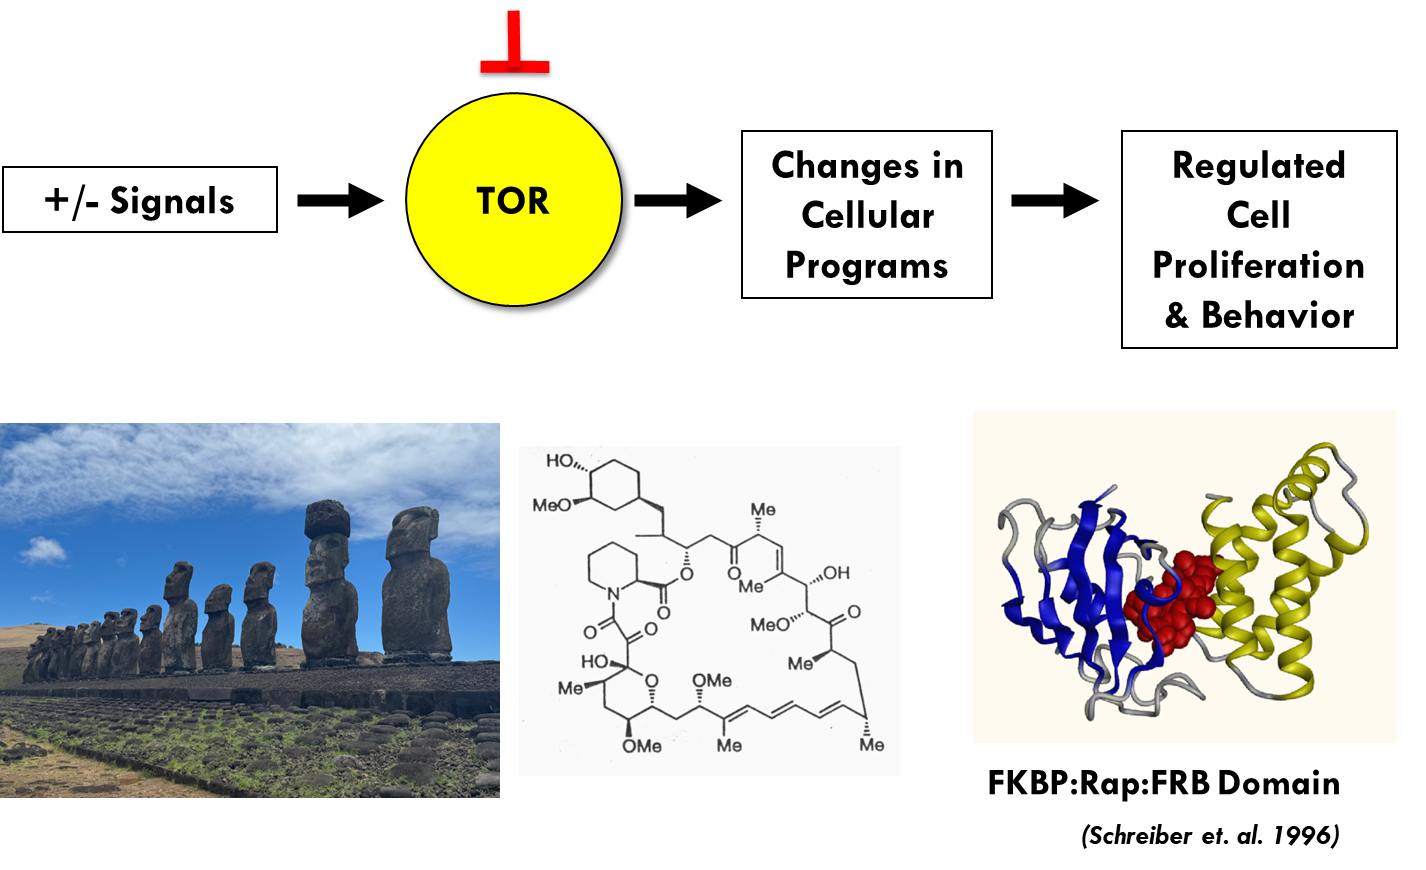 +/- Signals
TOR
Changes in
Cellular
Programs
Regulated
Cell
Proliferation
& Behavior
HO
MeO
Me
O
O
Me
OH
N
O
MeO
O
O
O
HO
Me
Me
O
OMe
OMe
Me
Me
FKBP:Rap:FRB Domain
(Schreiber et. al. 1996)